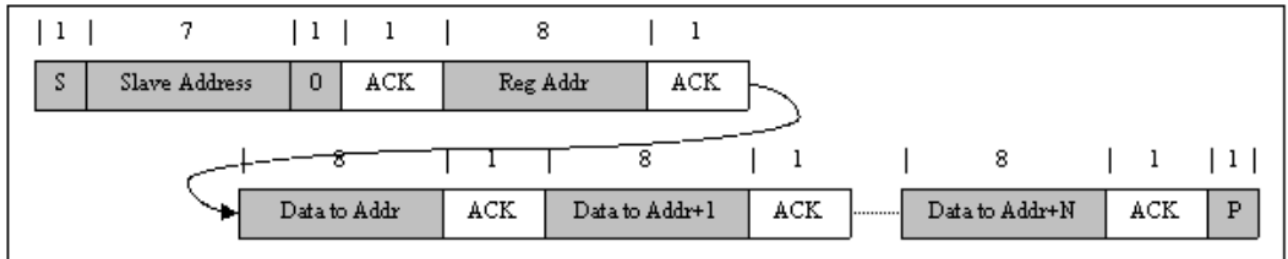 | 1 | 7 | 1 | 1 | 8 | 1
S Slave Address 0 ACK Reg Addr ACK
| 8 | 1 | 8 | 1 | 8 | 1 | 1 |
Data to Addr ACK Data to Addr+1 ACK Data to Addr+N ACK P